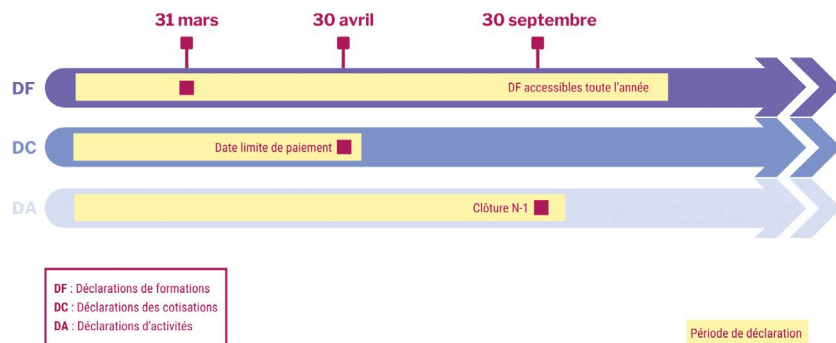 31 mars
30 avril
30 septembre
DF
DF accessibles toute l'année
DC
Date limite de paiement
DA
Clôture N-1
DF : Déclarations de formations
DC : Déclarations des cotisations
DA : Déclarations d'activités
Période de déclaration